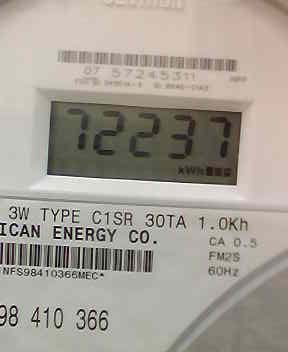 07 57245311
72237
kWh
3W TYPE C1SR 30TA 1.0Kh
ICAN ENERGY CO.
CA 0.5
FM2S
60Hz
NFS98410366MEC*
98 410 366